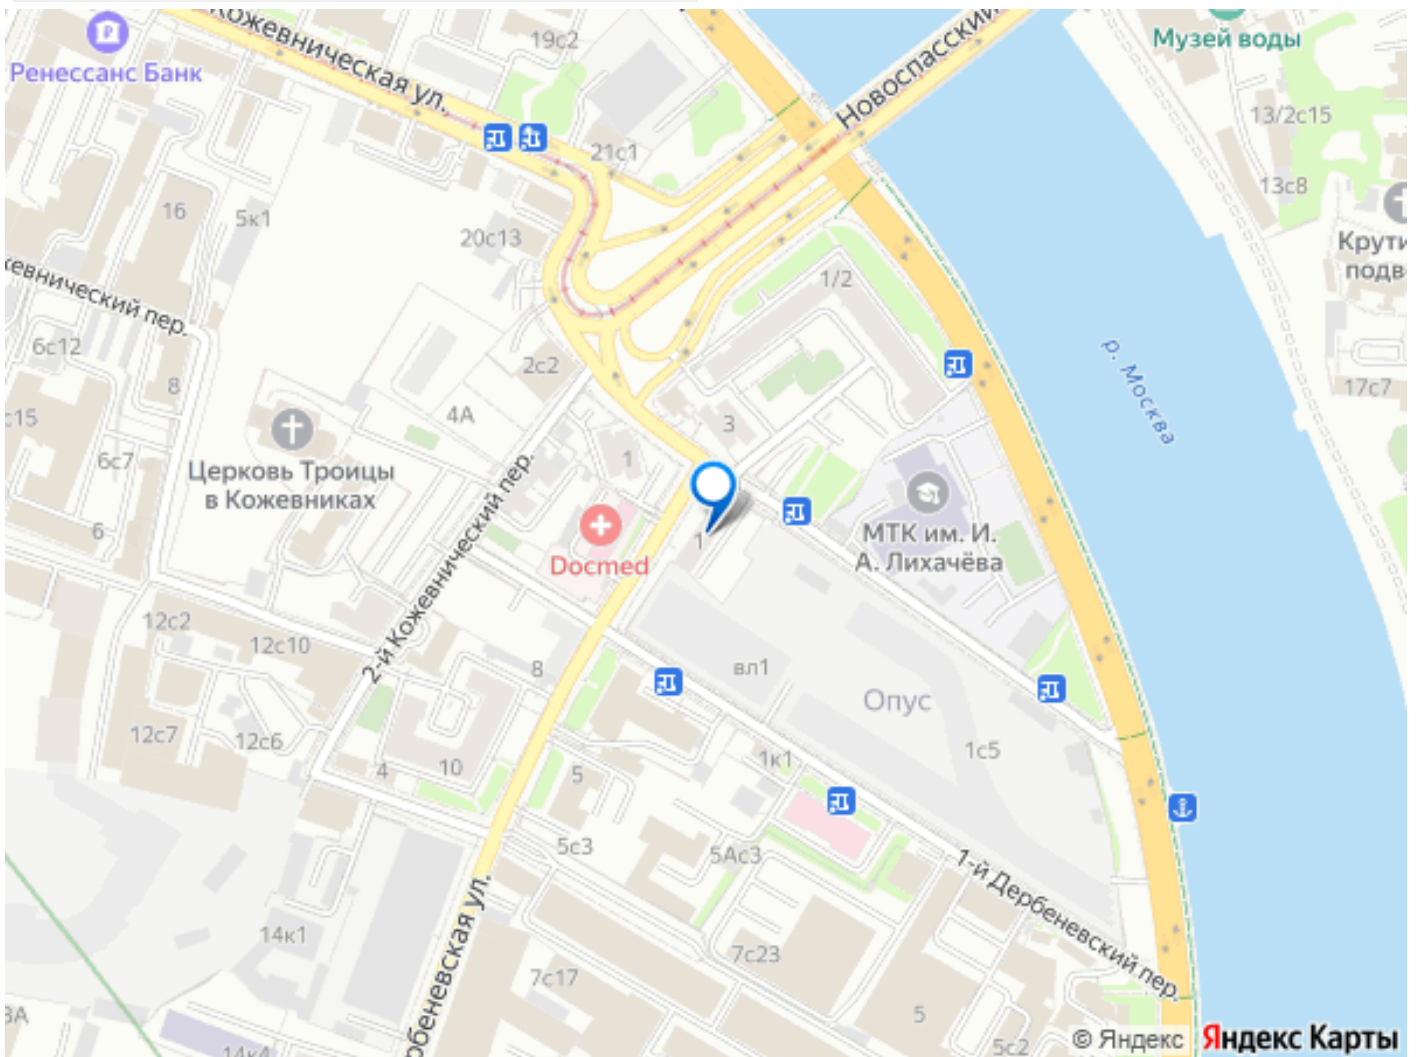 Кожевническая ул.
19с2
Новоспасский
Музей воды
Ренессанс Банк
13/2с15
21с1
13с8
16
5к1
20с13
Крути
подв
1/2
кевнический пер.
р. Москва
6с12
2с2
8
17с7
4А
с15
3
6с7
1
Церковь Троицы
в Кожевниках
2-й Кожевнический пер.
МТК им. И.
А. Лихачёва
6
1
Docmed
12с2
12с10
8
вл1
Опус
12с7
12с6
4
10
5
1к1
1с5
5с3
5Ас3
1-й Дербеневский пер.
14к1
рбеневская ул.
7с23
7с17
5
3А
14к4
5с2
© Яндекс
Яндекс Карты